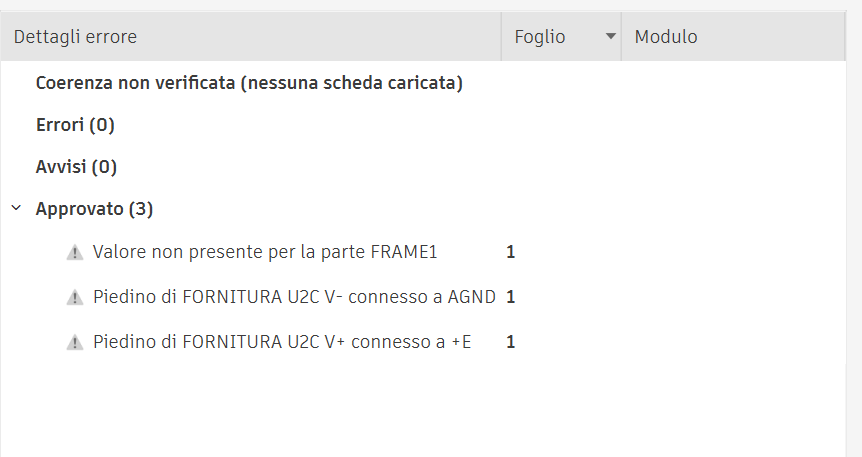 Dettagli errore Foglio Modulo
Coerenza non verificata (nessuna scheda caricata)
Errori (0)
Avvisi (0)
Approvato (3)
Valore non presente per la parte FRAME1 1
Piedino di FORNITURA U2C V- connesso a AGND 1
Piedino di FORNITURA U2C V+ connesso a +E 1